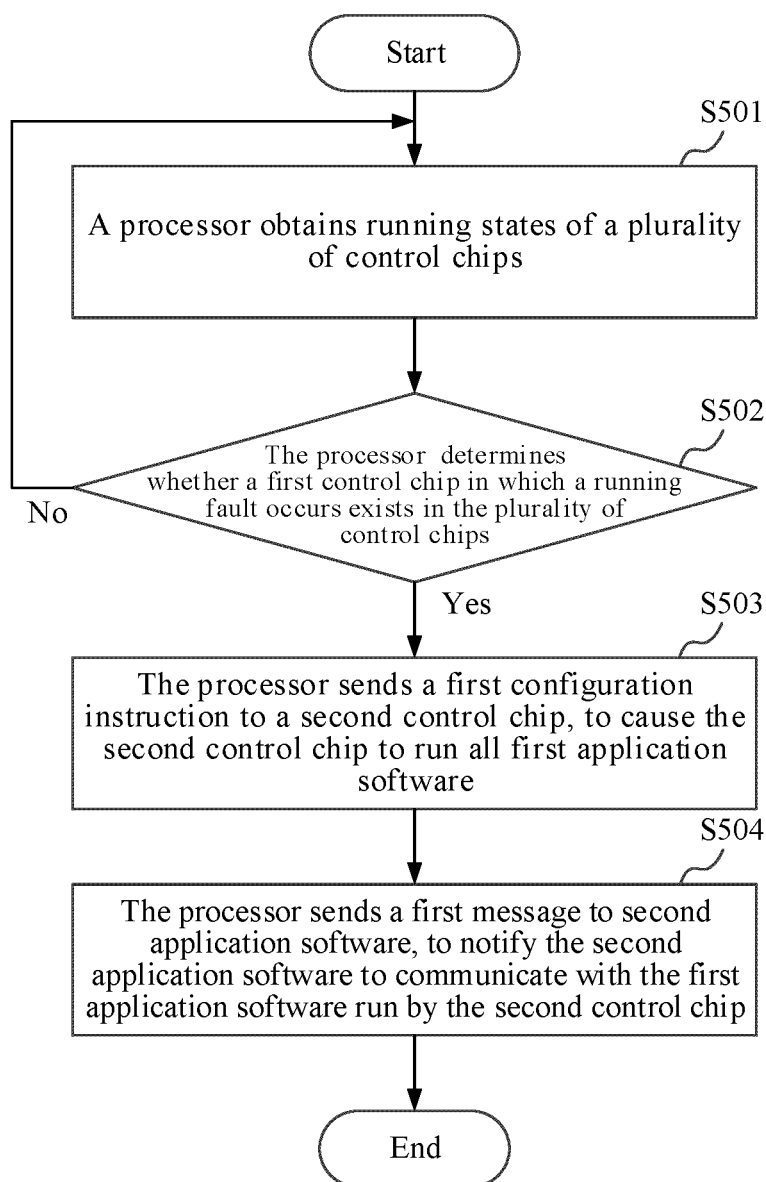 Start
S501
A processor obtains running states of a plurality
of control chips
S502
The processor determines
whether a first control chip in which a running
fault occurs exists in the plurality of
control chips
No
Yes
S503
The processor sends a first configuration
instruction to a second control chip, to cause the
second control chip to run all first application
software
S504
The processor sends a first message to second
application software, to notify the second
application software to communicate with the first
application software run by the second control chip
End